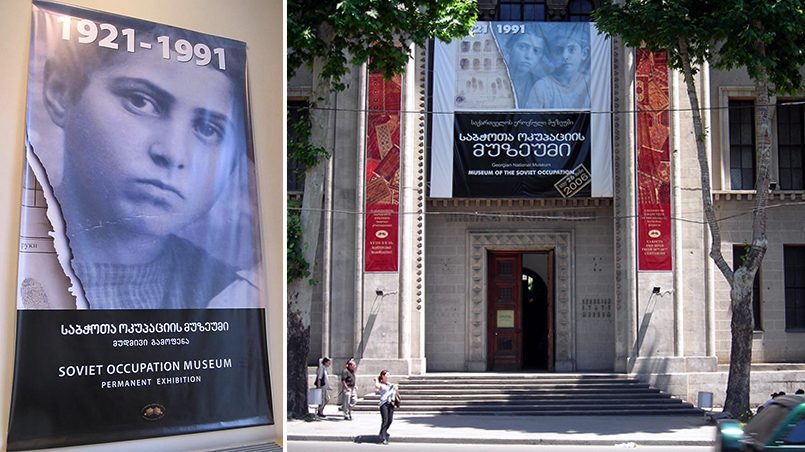 1921-1991
საბჭოთა ოკუპაციის მუზეუმი
მუდმივი გამოფენა
SOVIET OCCUPATION MUSEUM
PERMANENT EXHIBITION
21 - 1991
საქართველოს ეროვნული მუზეუმი
საბჭოთა ოკუპაციის
მუზეუმი
Georgian National Museum
MUSEUM OF THE SOVIET OCCUPATION
2006